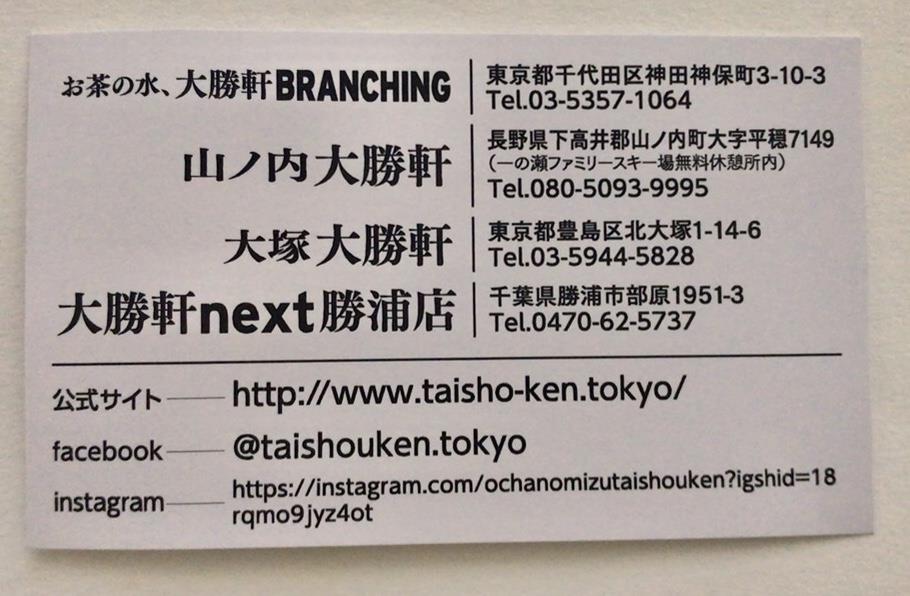 お茶の水、大勝軒BRANCHING
東京都千代田区神田神保町3-10-3
Tel.03-5357-1064
山ノ内大勝軒
長野県下高井郡山ノ内町大字平穏7149
(一の瀬ファミリースキー場無料休憩所内)
Tel.080-5093-9995
大塚大勝軒
東京都豊島区北大塚1-14-6
Tel.03-5944-5828
大勝軒next勝浦店
千葉県勝浦市部原1951-3
Tel.0470-62-5737
公式サイト — http://www.taisho-ken.tokyo/
facebook — @taishouken.tokyo
instagram — https://instagram.com/ochanomizutaishouken?igshid=18
rqmo9jyz4ot